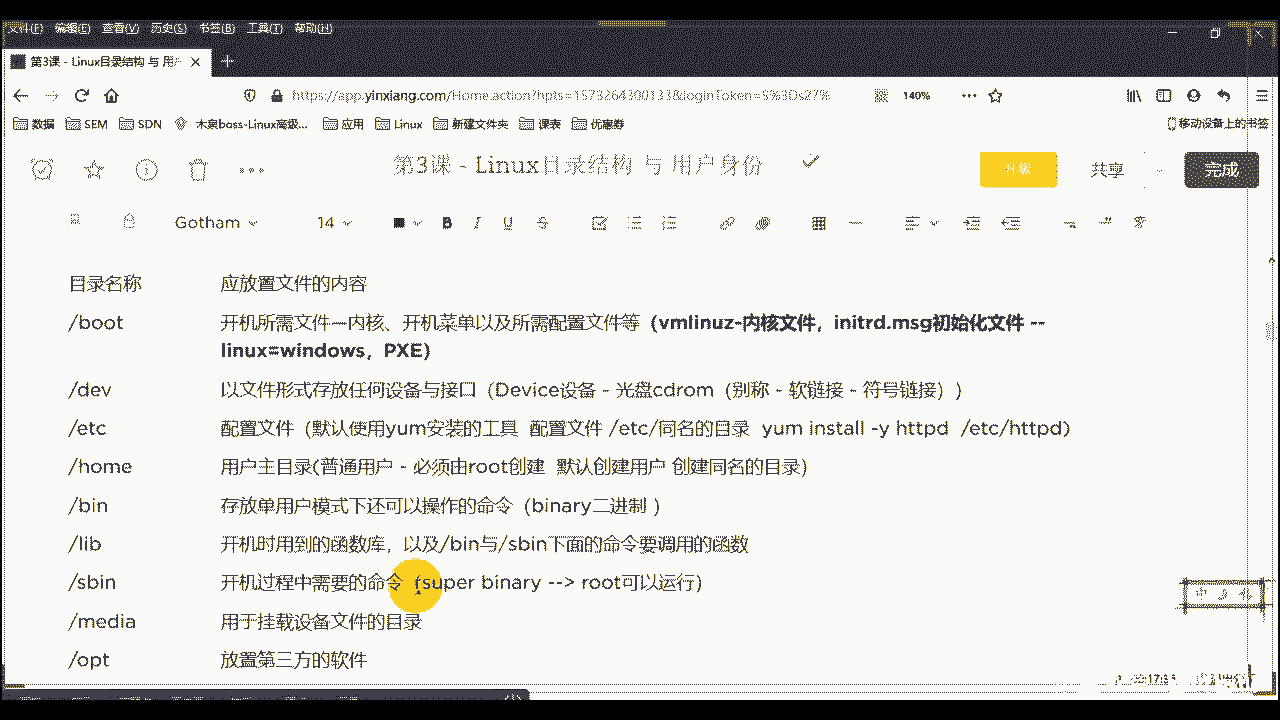 文件(F) 编辑(E) 查看(V) 历史(S) 书签(B) 工具(T) 帮助(H)
第3课 - Linux目录结构 与 用户
https://app.yinxiang.com/Home.action?hpts=1573264300133&loginToken=S%3Ds27%
140%
数据 SEM SDN 木泉boss-Linux高级... 应用 Linux 新建文件夹 课表 优惠券 移动设备上的书签
第3课 - Linux目录结构 与 用户身份
升级 共享 完成
Gotham 14 B I U S
目录名称 应放置文件的内容
/boot 开机所需文件—内核、开机菜单以及所需配置文件等（vmlinuz-内核文件，initrd.msg初始化文件 --
linux=windows，PXE）
/dev 以文件形式存放任何设备与接口（Device设备 - 光盘cdrom（别称 - 软链接 - 符号链接））
/etc 配置文件（默认使用yum安装的工具 配置文件 /etc/同名的目录 yum install -y httpd /etc/httpd）
/home 用户主目录(普通用户 - 必须由root创建 默认创建用户 创建同名的目录)
/bin 存放单用户模式下还可以操作的命令（binary二进制 ）
/lib 开机时用到的函数库，以及/bin与/sbin下面的命令要调用的函数
/sbin 开机过程中需要的命令（super binary --> root可以运行）
/media 用于挂载设备文件的目录
/opt 放置第三方的软件